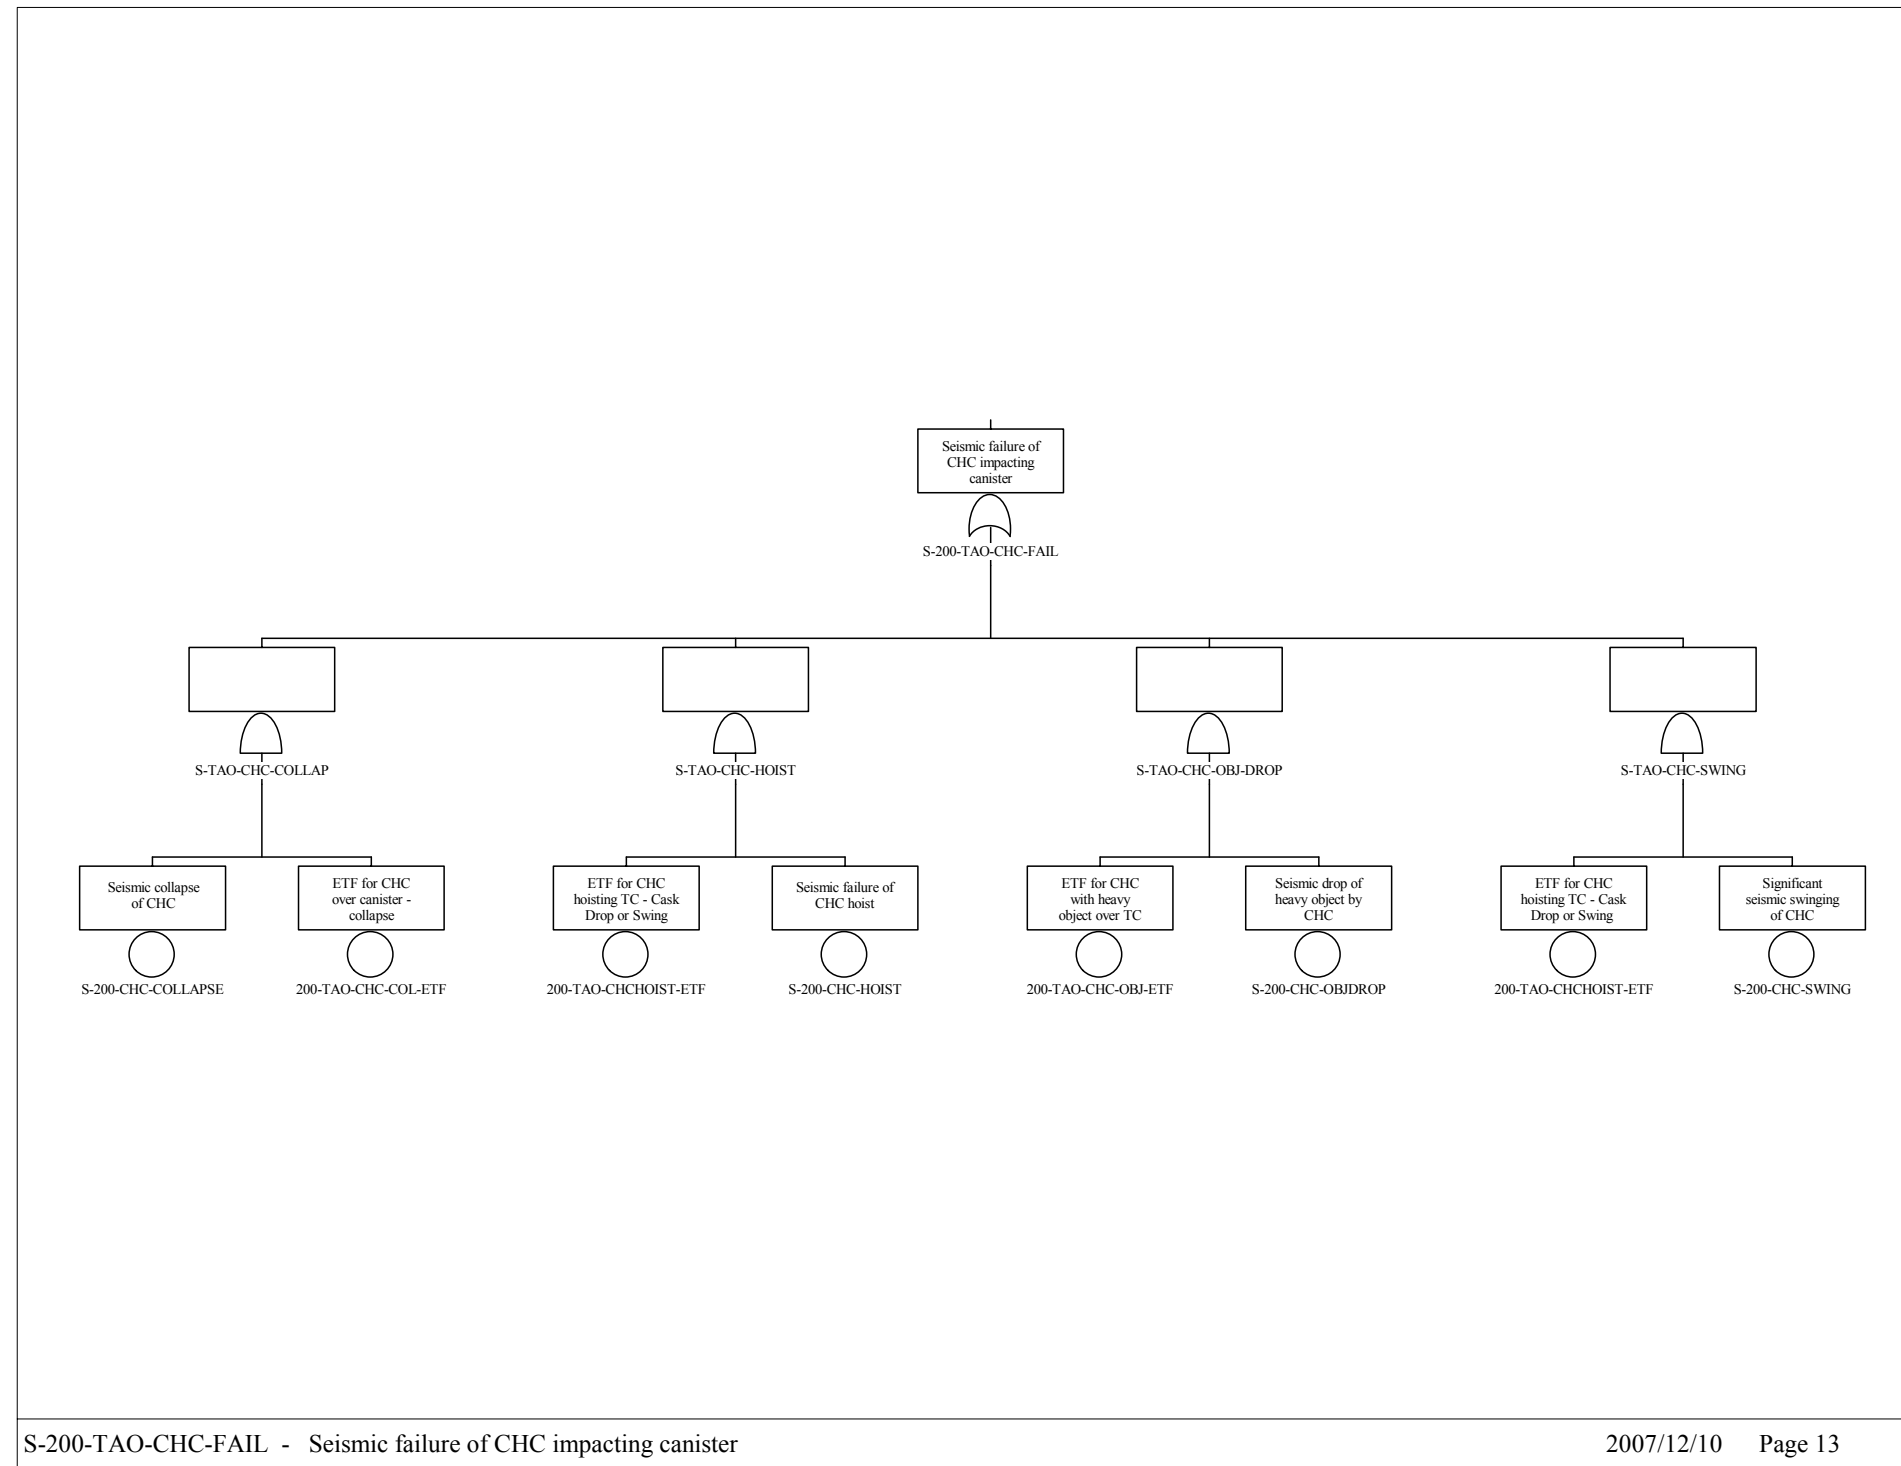 Seismic failure of
CHC impacting
canister
S-200-TAO-CHC-FAIL
S-TAO-CHC-COLLAP
S-TAO-CHC-HOIST
S-TAO-CHC-OBJ-DROP
S-TAO-CHC-SWING
Seismic collapse
of CHC
S-200-CHC-COLLAPSE
ETF for CHC
over canister -
collapse
200-TAO-CHC-COL-ETF
ETF for CHC
hoisting TC - Cask
Drop or Swing
200-TAO-CHCHOIST-ETF
Seismic failure of
CHC hoist
S-200-CHC-HOIST
ETF for CHC
with heavy
object over TC
200-TAO-CHC-OBJ-ETF
Seismic drop of
heavy object by
CHC
S-200-CHC-OBJDROP
ETF for CHC
hoisting TC - Cask
Drop or Swing
200-TAO-CHCHOIST-ETF
Significant
seismic swinging
of CHC
S-200-CHC-SWING
S-200-TAO-CHC-FAIL - Seismic failure of CHC impacting canister
2007/12/10 Page 13